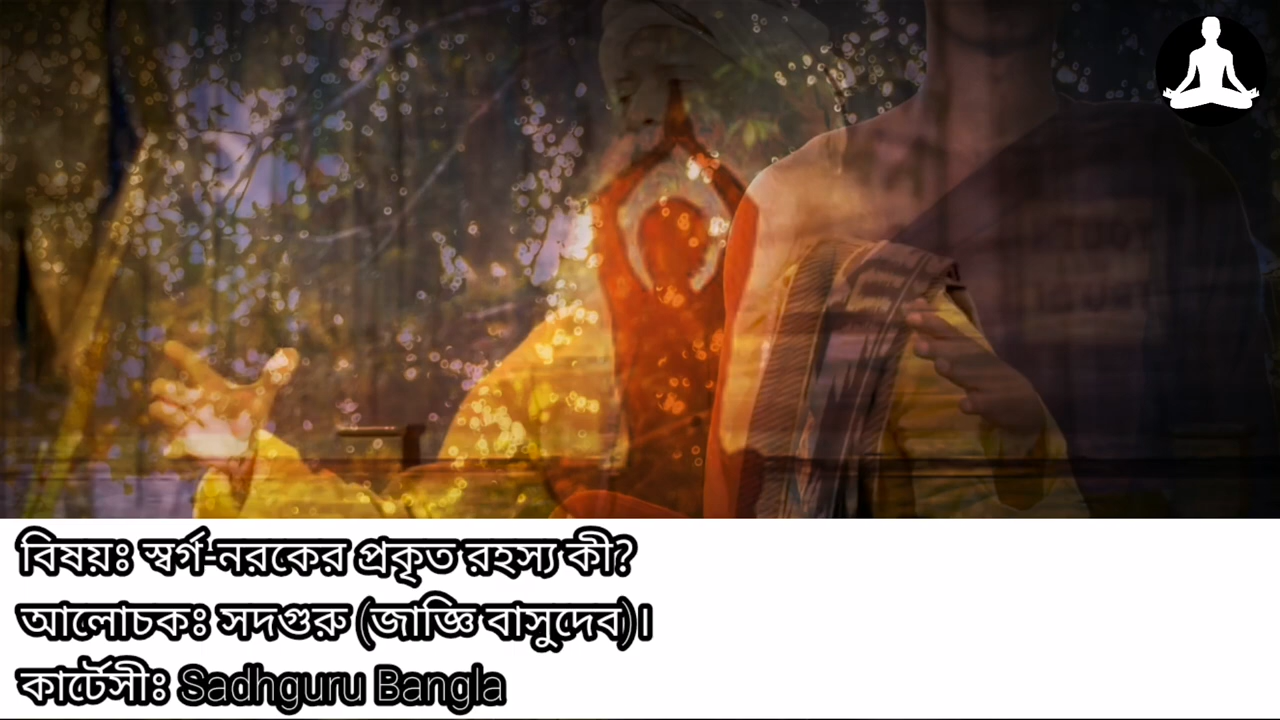 বিষয়ঃ স্বর্গ-নরকের প্রকৃত রহস্য কী?
আলোচকঃ সদগুরু (জাজ্ঞি বাসুদেব)।
কার্টেসীঃ Sadhguru Bangla